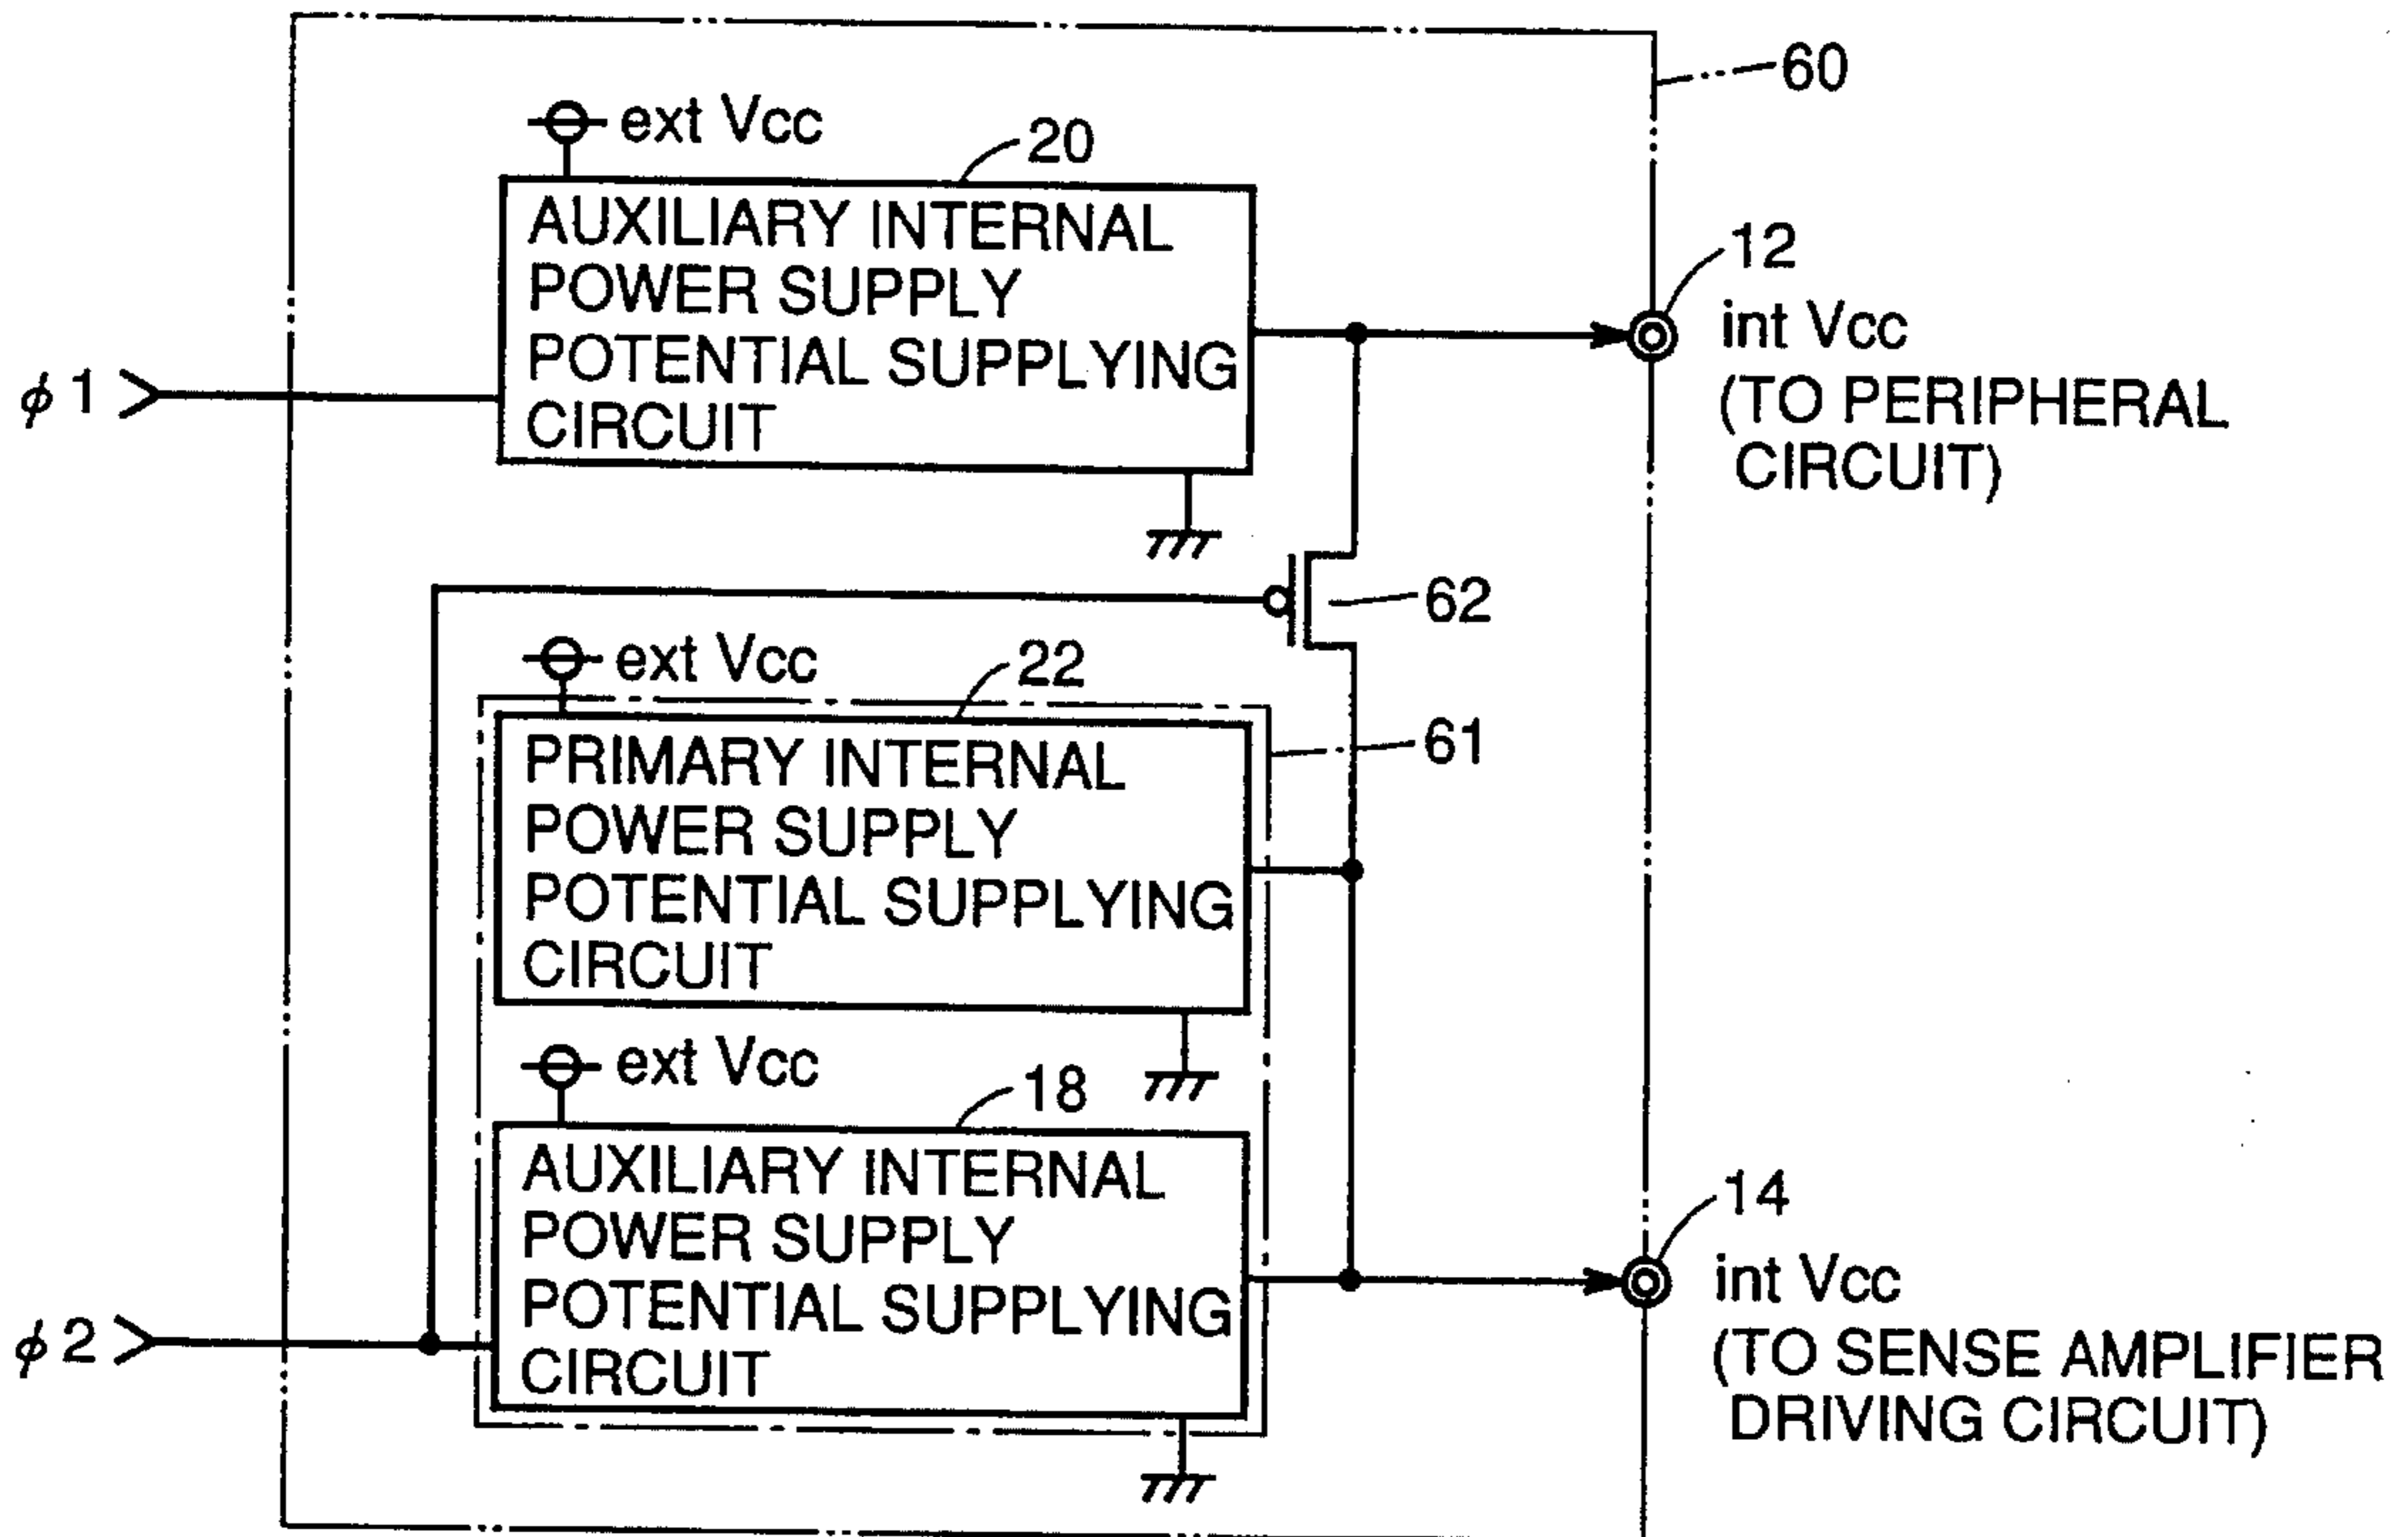 60
ext Vcc
20
AUXILIARY INTERNAL
POWER SUPPLY
POTENTIAL SUPPLYING
CIRCUIT
12
int Vcc
(TO PERIPHERAL
CIRCUIT)
ϕ 1
62
ext Vcc
22
61
PRIMARY INTERNAL
POWER SUPPLY
POTENTIAL SUPPLYING
CIRCUIT
ext Vcc
18
AUXILIARY INTERNAL
POWER SUPPLY
POTENTIAL SUPPLYING
CIRCUIT
14
int Vcc
(TO SENSE AMPLIFIER
DRIVING CIRCUIT)
ϕ 2